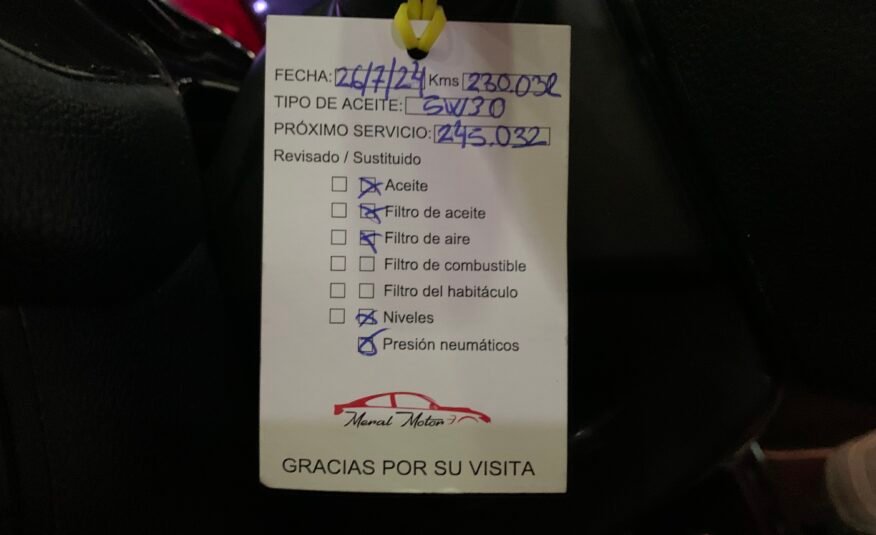 FECHA: 26/7/24 Kms 230.032
TIPO DE ACEITE: 5W30
PRÓXIMO SERVICIO: 245.032
Revisado / Sustituido
Aceite
Filtro de aceite
Filtro de aire
Filtro de combustible
Filtro del habitáculo
Niveles
Presión neumáticos
Meral Motor
GRACIAS POR SU VISITA